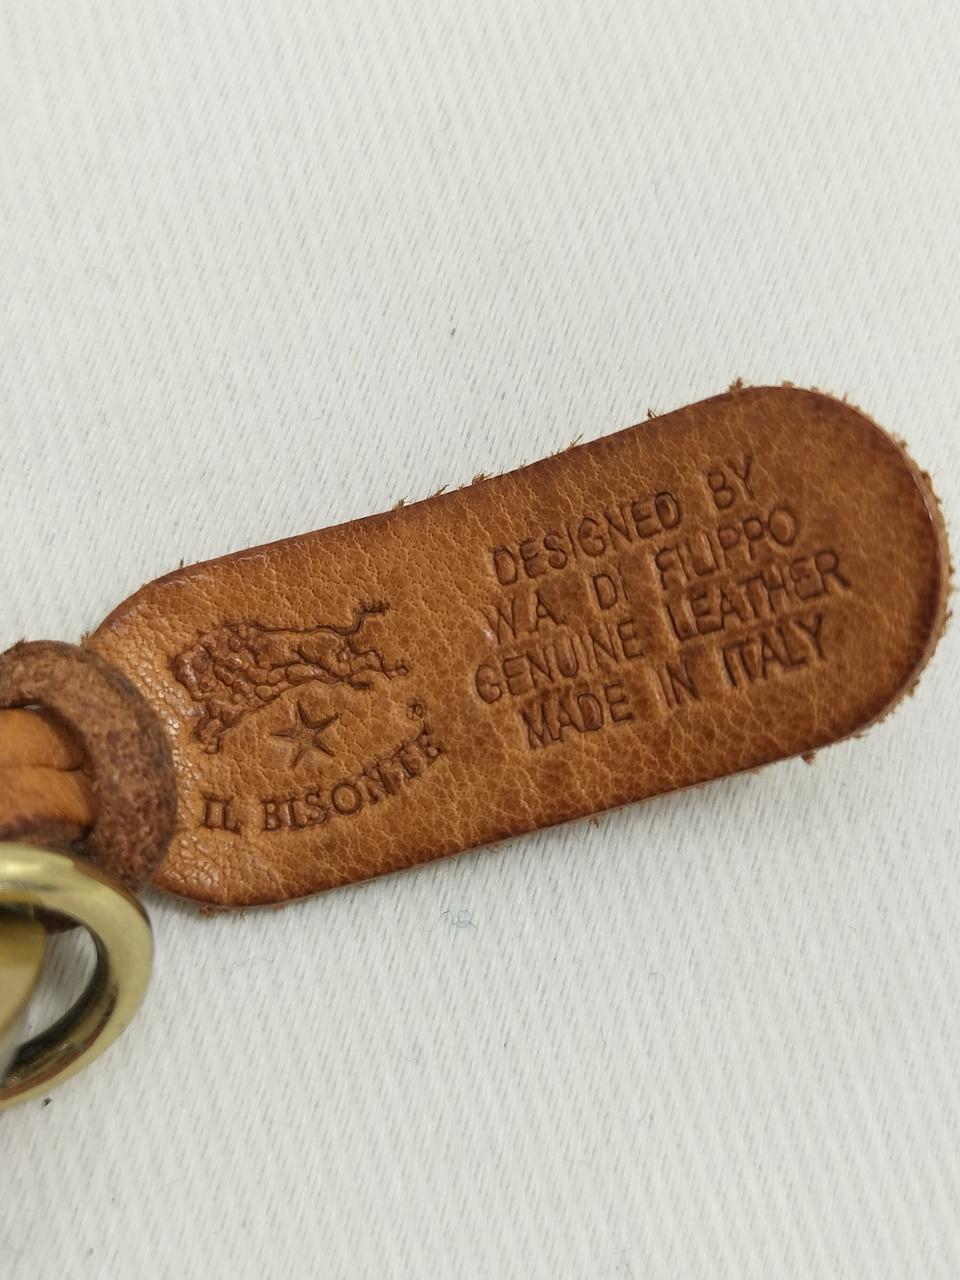 IL BISONTE®
DESIGNED BY
W.A. DI FILIPPO
GENUINE LEATHER
MADE IN ITALY